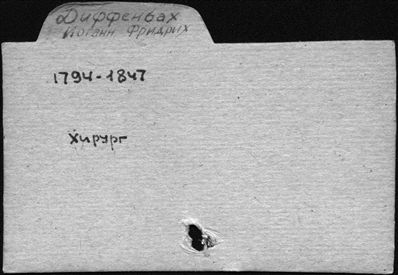 Диффенбах
Иоганн Фридрих
1794-1847
хирург